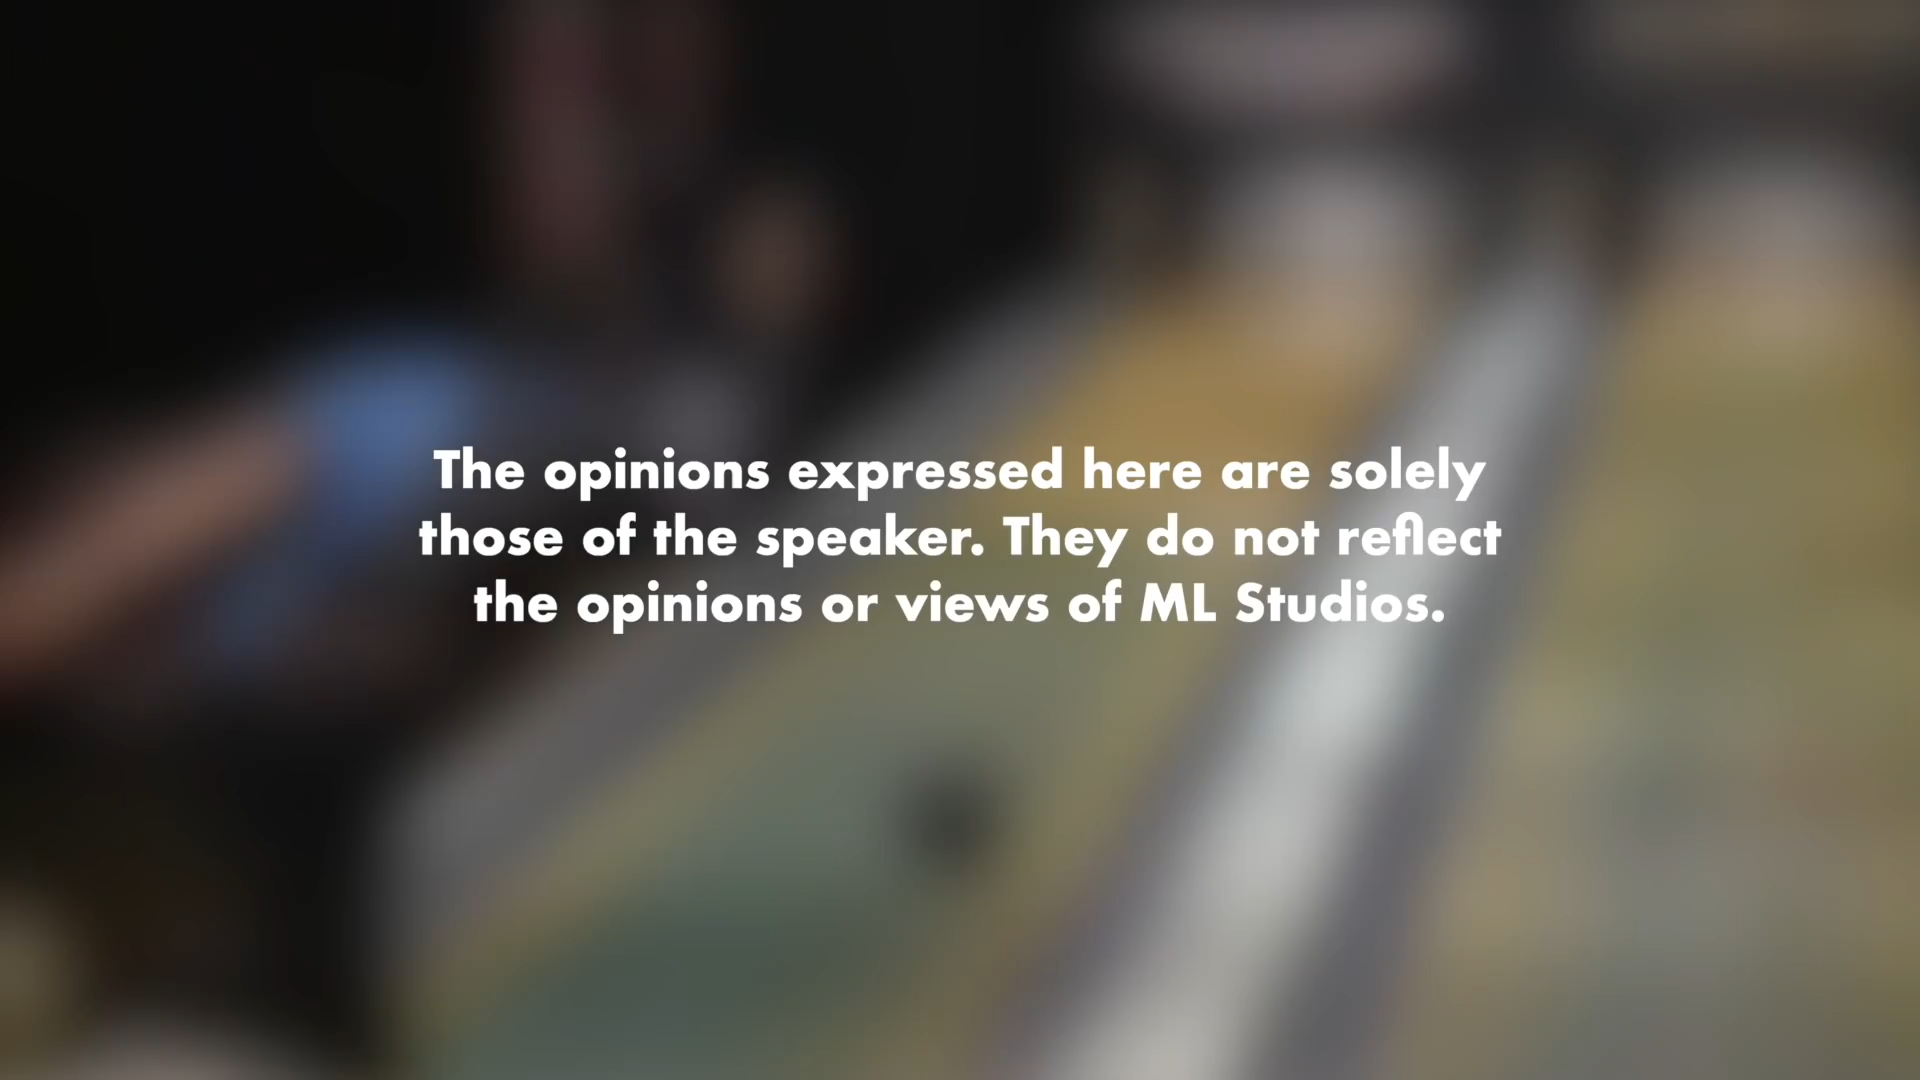 The opinions expressed here are solely
those of the speaker. They do not reflect
the opinions or views of ML Studios.